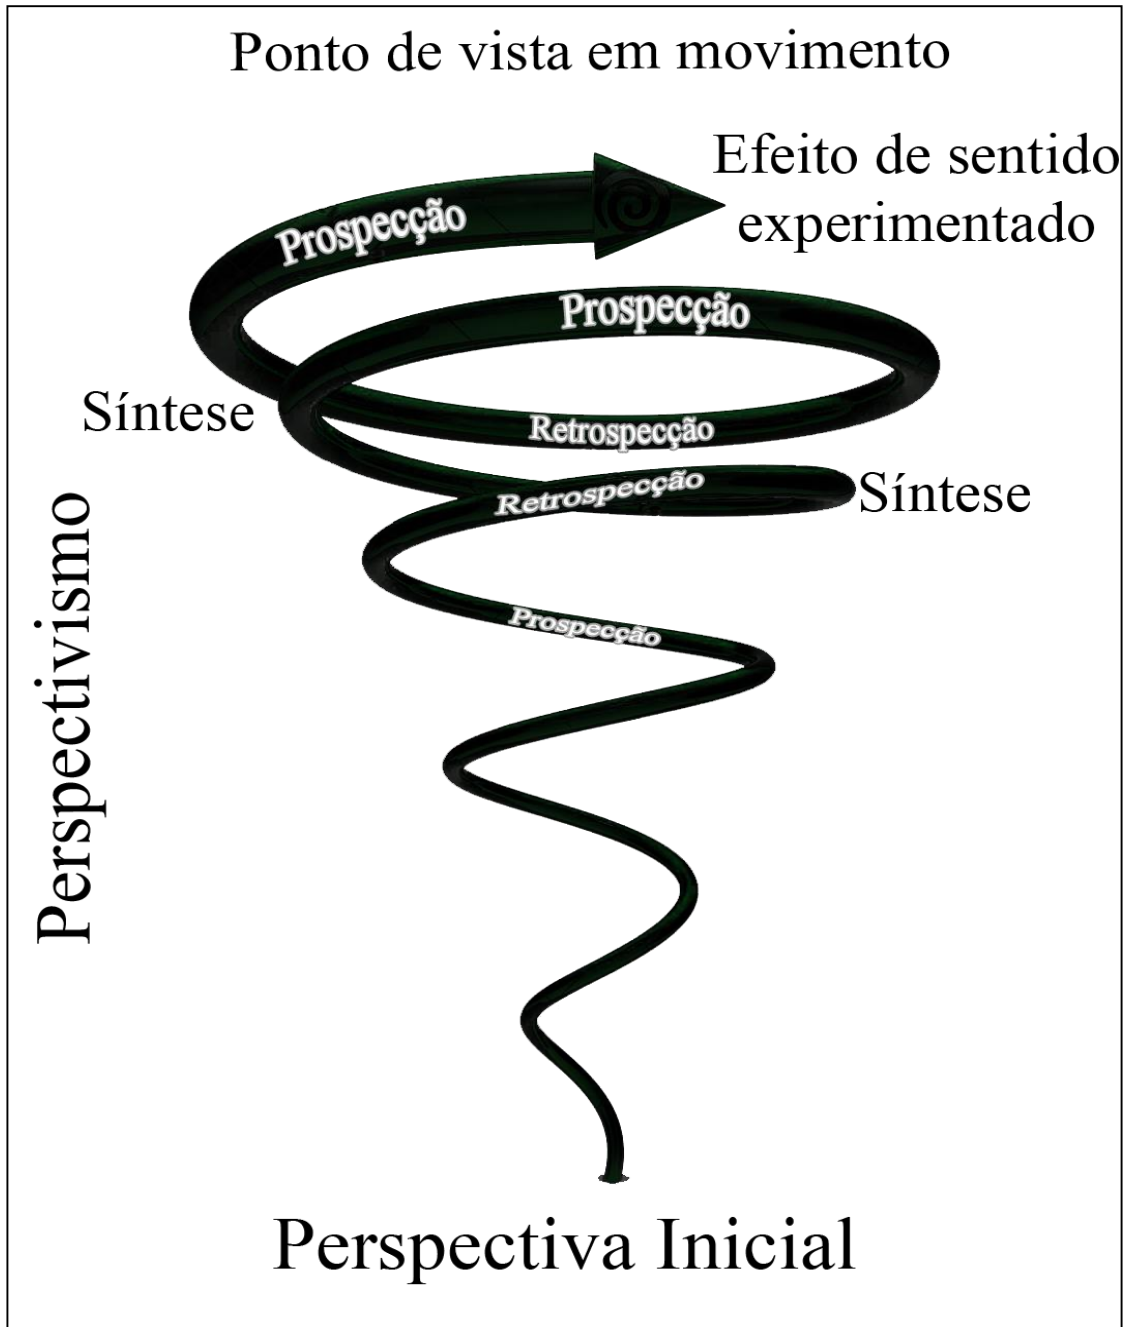 Ponto de vista em movimento
Efeito de sentido
experimentado
Prospecção
Prospecção
Síntese
Retrospecção
Retrospecção
Síntese
Perspectivismo
Prospecção
Perspectiva Inicial